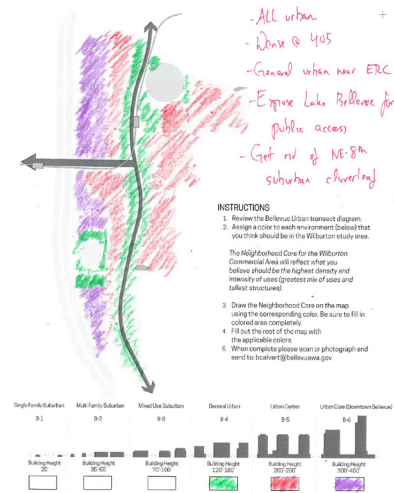 - All urban
- Dense @ 405
- General urban near ERC
- Expose Lake Bellevue for
public access
- Get rid of NE-8th
suburban cloverleaf
INSTRUCTIONS
1. Review the Bellevue Urban transect diagram.
2. Assign a color to each environment (below) that
you think should be in the Wilburton study area.
The Neighborhood Core for the Wilburton
Commercial Area will reflect what you
believe should be the highest density and
intensity of uses (greatest mix of uses and
tallest structures)
3. Draw the Neighborhood Core on the map
using the corresponding color. Be sure to fill in
colored area completely.
4. Fill out the rest of the map with
the applicable colors.
5. When complete please scan or photograph and
send to: bcalvert@bellevuewa.gov
Single Family Suburban Multi Family Suburban Mixed Use Suburban General Urban Urban Center Urban Core (Downtown Bellevue)
B-1 B-2 B-3 B-4 B-5 B-6
Building Height Building Height Building Height Building Height Building Height Building Height
25' 35'-65' 70'-100' 120'-160' 200'-250' 300'-450'